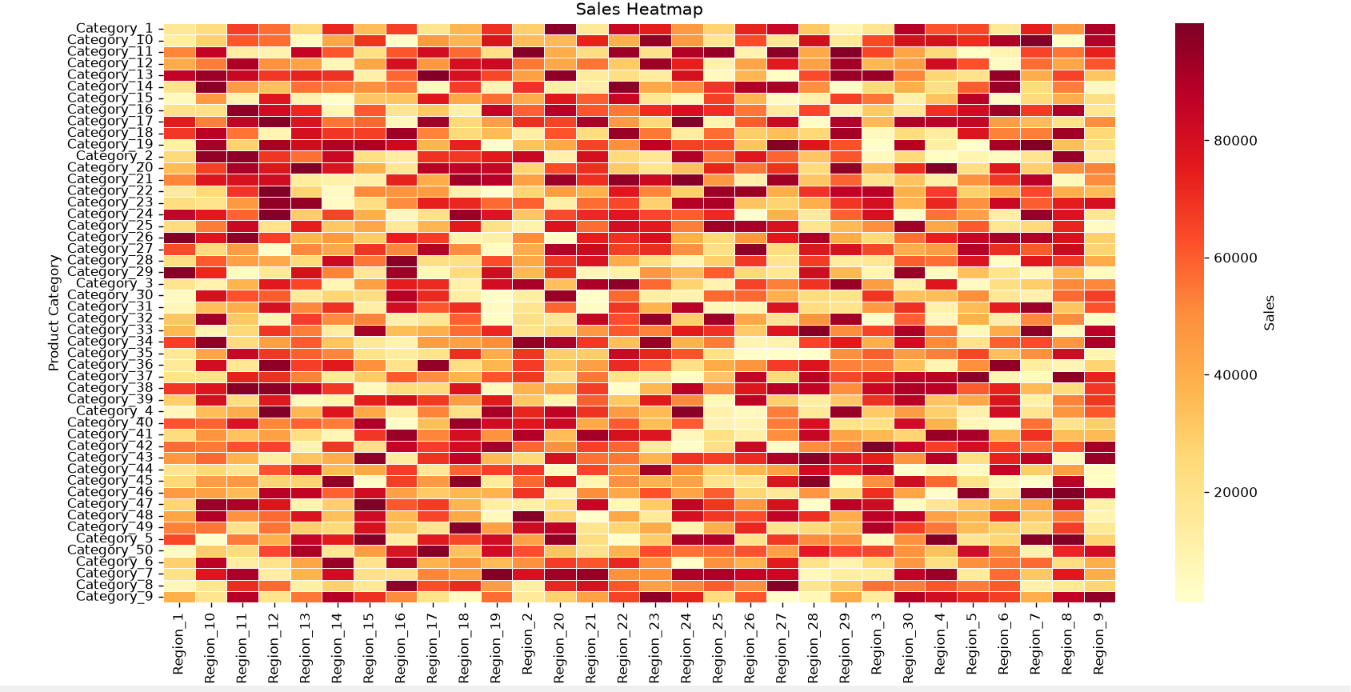 Sales Heatmap
Product Category
Category_1
Category_10
Category_11
Category_12
Category_13
Category_14
Category_15
Category_16
Category_17
Category_18
Category_19
Category_2
Category_20
Category_21
Category_22
Category_23
Category_24
Category_25
Category_26
Category_27
Category_28
Category_29
Category_3
Category_30
Category_31
Category_32
Category_33
Category_34
Category_35
Category_36
Category_37
Category_38
Category_39
Category_4
Category_40
Category_41
Category_42
Category_43
Category_44
Category_45
Category_46
Category_47
Category_48
Category_49
Category_5
Category_50
Category_6
Category_7
Category_8
Category_9
Region_1
Region_10
Region_11
Region_12
Region_13
Region_14
Region_15
Region_16
Region_17
Region_18
Region_19
Region_2
Region_20
Region_21
Region_22
Region_23
Region_24
Region_25
Region_26
Region_27
Region_28
Region_29
Region_3
Region_30
Region_4
Region_5
Region_6
Region_7
Region_8
Region_9
80000
60000
40000
20000
Sales